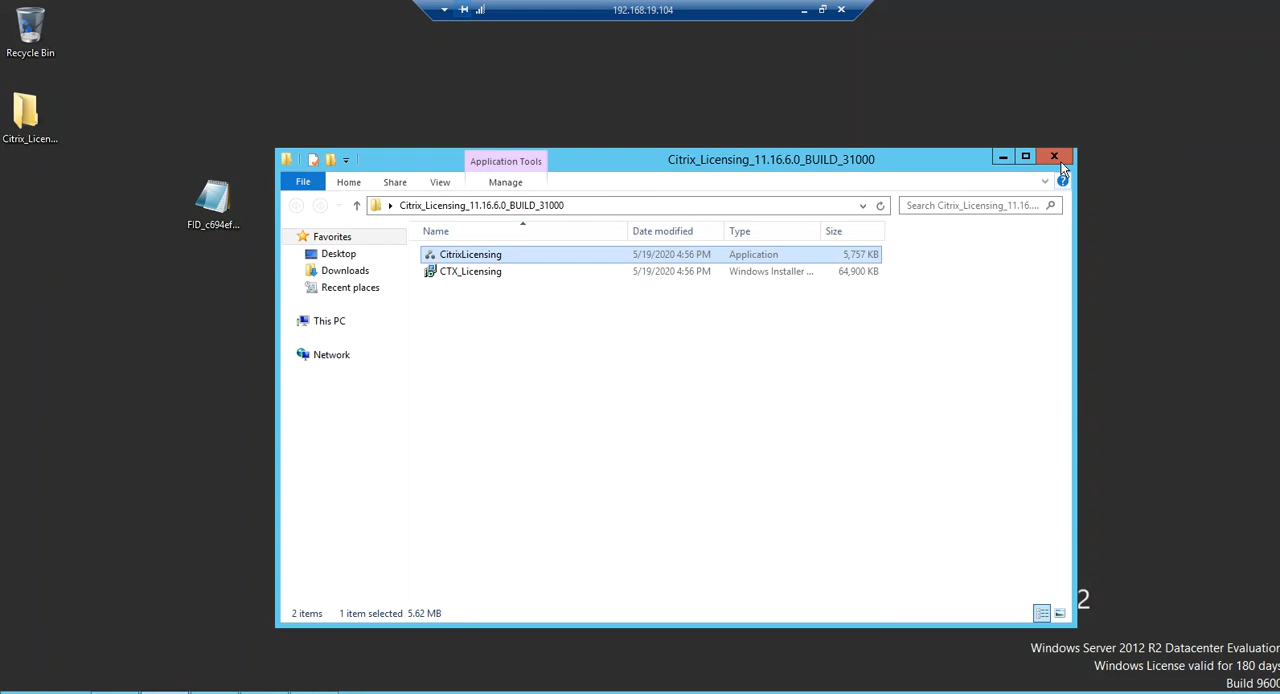 192.168.19.104
Recycle Bin
Citrix_Licen...
FID_c694ef...
Application Tools
Citrix_Licensing_11.16.6.0_BUILD_31000
File Home Share View Manage
Citrix_Licensing_11.16.6.0_BUILD_31000
Search Citrix_Licensing_11.16....
Name Date modified Type Size
Favorites
Desktop
Downloads
Recent places
This PC
Network
CitrixLicensing 5/19/2020 4:56 PM Application 5,757 KB
CTX_Licensing 5/19/2020 4:56 PM Windows Installer ... 64,900 KB
2 items 1 item selected 5.62 MB
2
Windows Server 2012 R2 Datacenter Evaluation
Windows License valid for 180 days
Build 9600